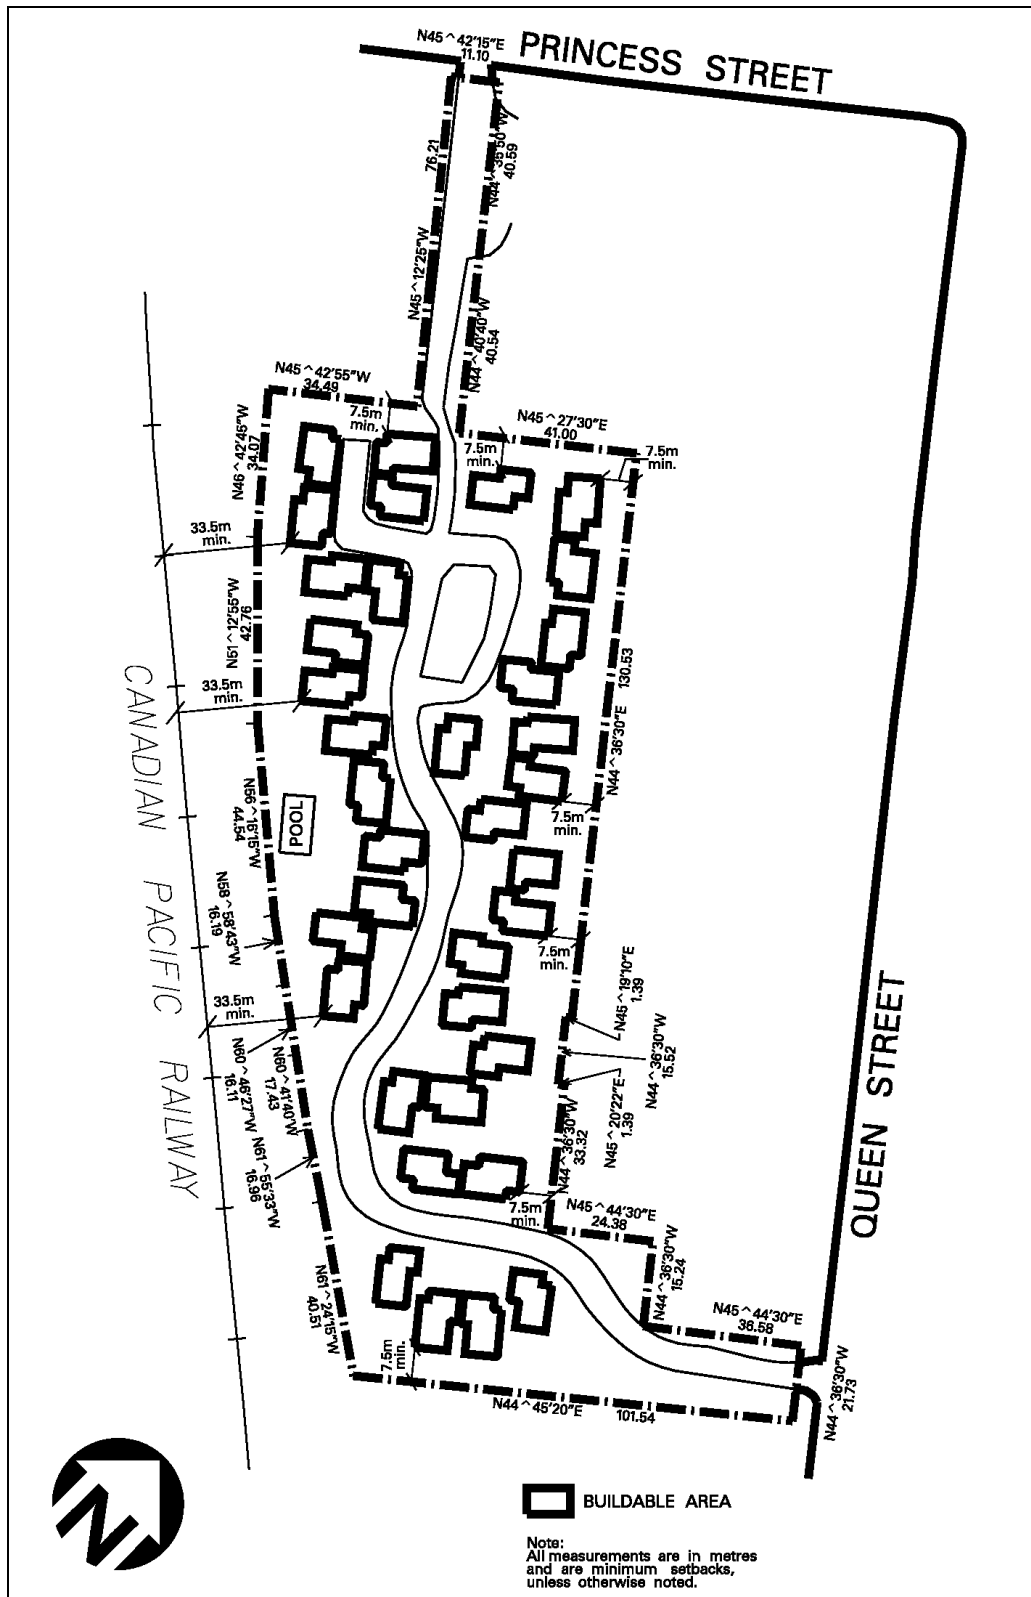 N45^42'15"E
11.10
PRINCESS STREET
76.21
N45^12'25"W
N44^35'50"W
40.59
N44^40'40"W
40.54
N45^42'55"W
34.49
7.5m
min.
N45^27'30"E
41.00
7.5m
min.
7.5m
min.
N46^42'45"W
34.07
33.5m
min.
N51^12'55"W
42.76
33.5m
min.
130.53
N44^36'30"E
CANADIAN PACIFIC RAILWAY
N56^16'15"W
44.54
POOL
7.5m
min.
N58^58'43"W
16.19
7.5m
min.
33.5m
min.
N45^19'10"E
1.39
N44^36'30"W
15.52
N60^46'27"W
16.11
N60^41'40"W
17.43
N45^20'22"E
1.39
N44^36'30"W
33.32
N61^55'33"W
16.96
QUEEN STREET
7.5m
min.
N45^44'30"E
24.38
N44^36'30"W
15.24
N61^24'15"W
40.51
N45^44'30"E
36.58
7.5m
min.
N44^36'30"W
21.73
N44^45'20"E
101.54
N
BUILDABLE AREA
Note:
All measurements are in metres
and are minimum setbacks,
unless otherwise noted.